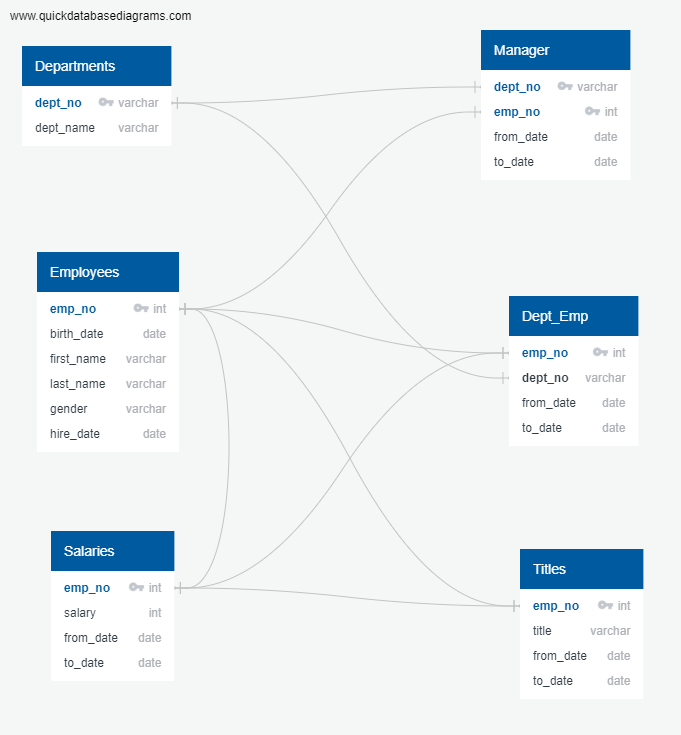 www.quickdatabasediagrams.com
Departments
dept_no varchar
dept_name varchar
Manager
dept_no varchar
emp_no int
from_date date
to_date date
Employees
emp_no int
birth_date date
first_name varchar
last_name varchar
gender varchar
hire_date date
Dept_Emp
emp_no int
dept_no varchar
from_date date
to_date date
Salaries
emp_no int
salary int
from_date date
to_date date
Titles
emp_no int
title varchar
from_date date
to_date date